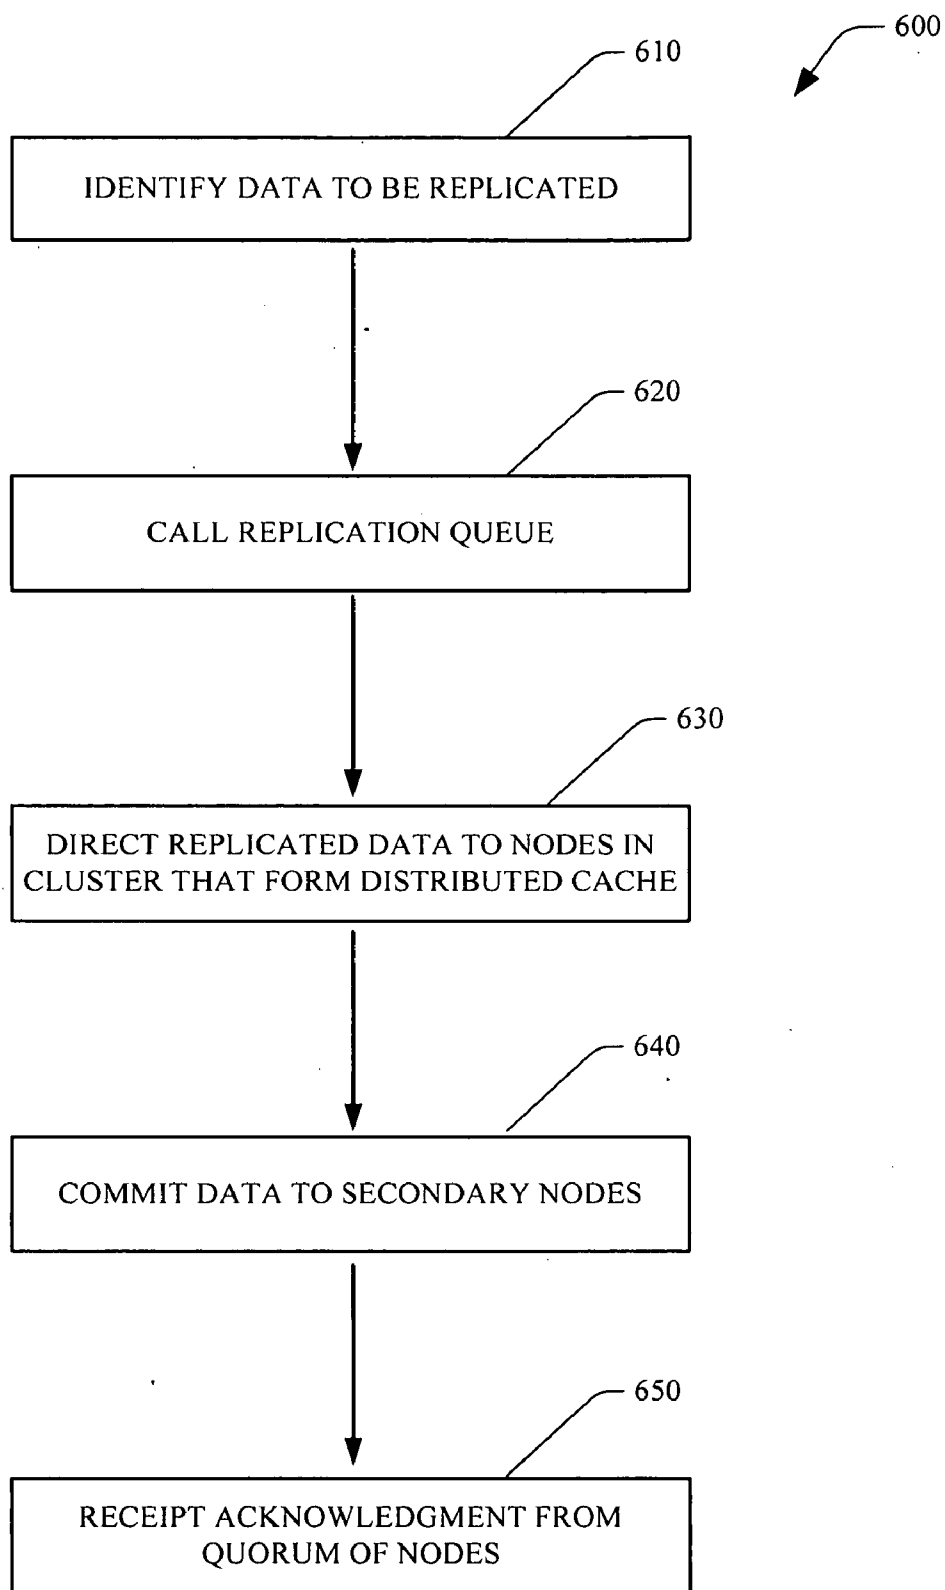 600
610
IDENTIFY DATA TO BE REPLICATED
620
CALL REPLICATION QUEUE
630
DIRECT REPLICATED DATA TO NODES IN
CLUSTER THAT FORM DISTRIBUTED CACHE
640
COMMIT DATA TO SECONDARY NODES
650
RECEIPT ACKNOWLEDGMENT FROM
QUORUM OF NODES